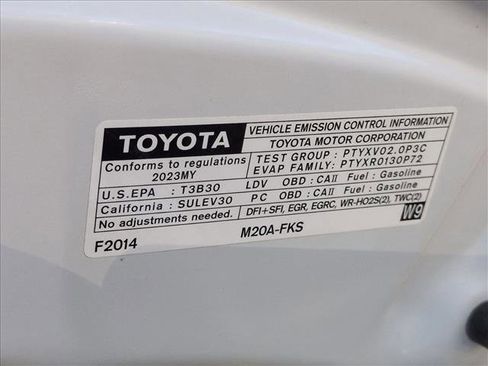 TOYOTA
VEHICLE EMISSION CONTROL INFORMATION
TOYOTA MOTOR CORPORATION
Conforms to regulations
2023MY
TEST GROUP : PTYXV02.0P3C
EVAP FAMILY: PTYXR0130P72
U.S.EPA : T3B30
LDV OBD : CAII Fuel : Gasoline
California : SULEV30
PC OBD : CAII Fuel : Gasoline
No adjustments needed.
DFI+SFI, EGR, EGRC, WR-HO2S(2), TWC(2)
F2014
M20A-FKS
W9